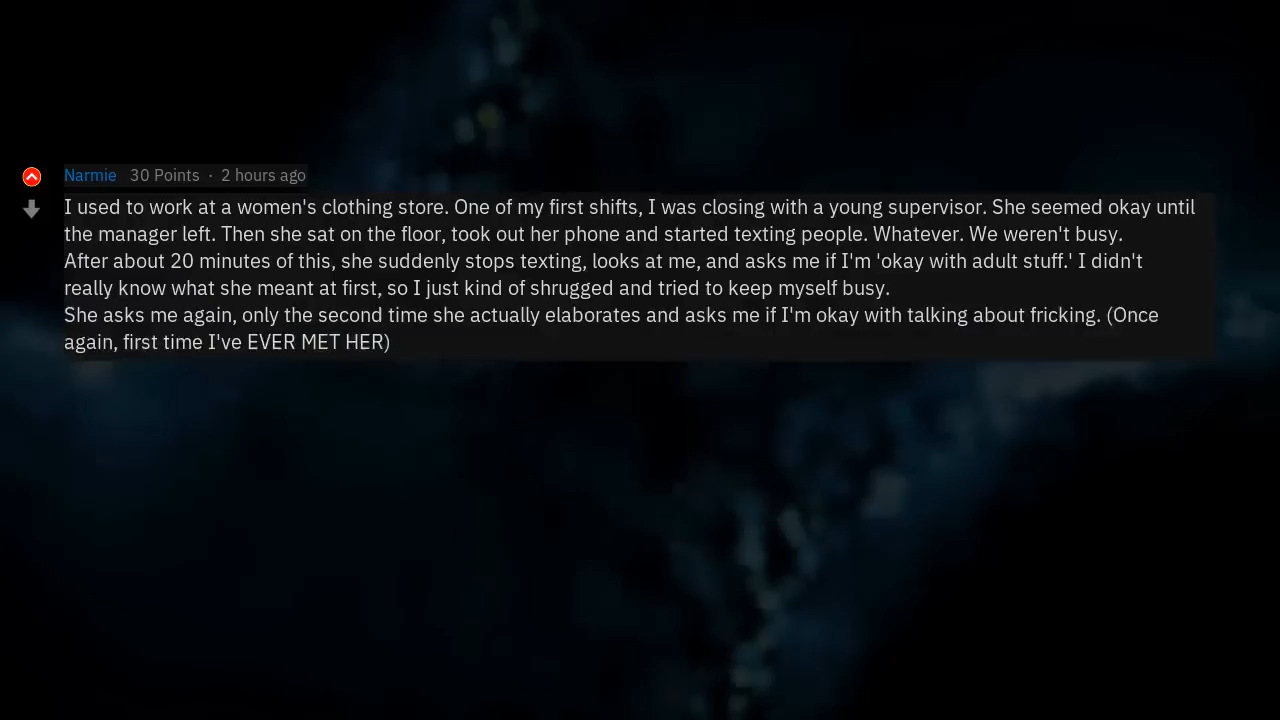 Narmie 30 Points · 2 hours ago
I used to work at a women's clothing store. One of my first shifts, I was closing with a young supervisor. She seemed okay until
the manager left. Then she sat on the floor, took out her phone and started texting people. Whatever. We weren't busy.
After about 20 minutes of this, she suddenly stops texting, looks at me, and asks me if I'm 'okay with adult stuff.' I didn't
really know what she meant at first, so I just kind of shrugged and tried to keep myself busy.
She asks me again, only the second time she actually elaborates and asks me if I'm okay with talking about fricking. (Once
again, first time I've EVER MET HER)